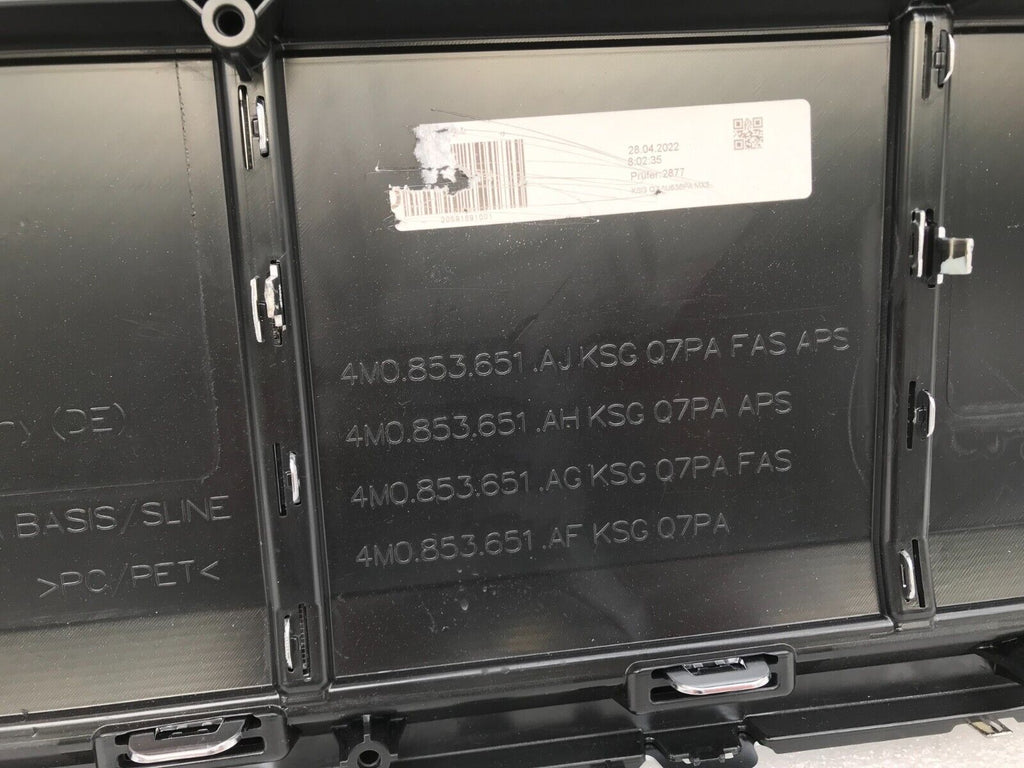 28.04.2022
8:02:35
Prüfer:2877
4M0.853.651.AJ KSG Q7PA FAS APS
4M0.853.651.AH KSG Q7PA APS
4M0.853.651.AG KSG Q7PA FAS
4M0.853.651.AF KSG Q7PA
(DE)
BASIS/SLINE
>PC/PET<